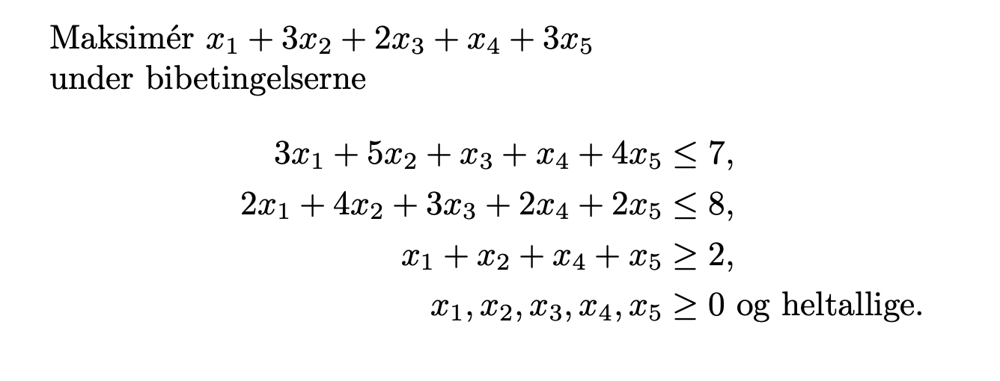 Maksimér x₁ + 3x₂ + 2x₃ + x₄ + 3x₅
under bibetingelserne
3x₁ + 5x₂ + x₃ + x₄ + 4x₅ ≤ 7,
2x₁ + 4x₂ + 3x₃ + 2x₄ + 2x₅ ≤ 8,
x₁ + x₂ + x₄ + x₅ ≥ 2,
x₁, x₂, x₃, x₄, x₅ ≥ 0 og heltallige.